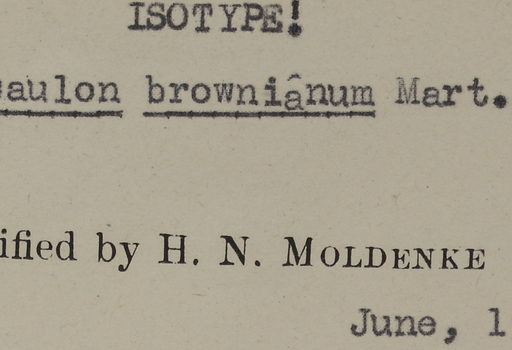 ISOTYPE!
aulon browniânum Mart.
ified by H. N. MOLDENKE
June, 1